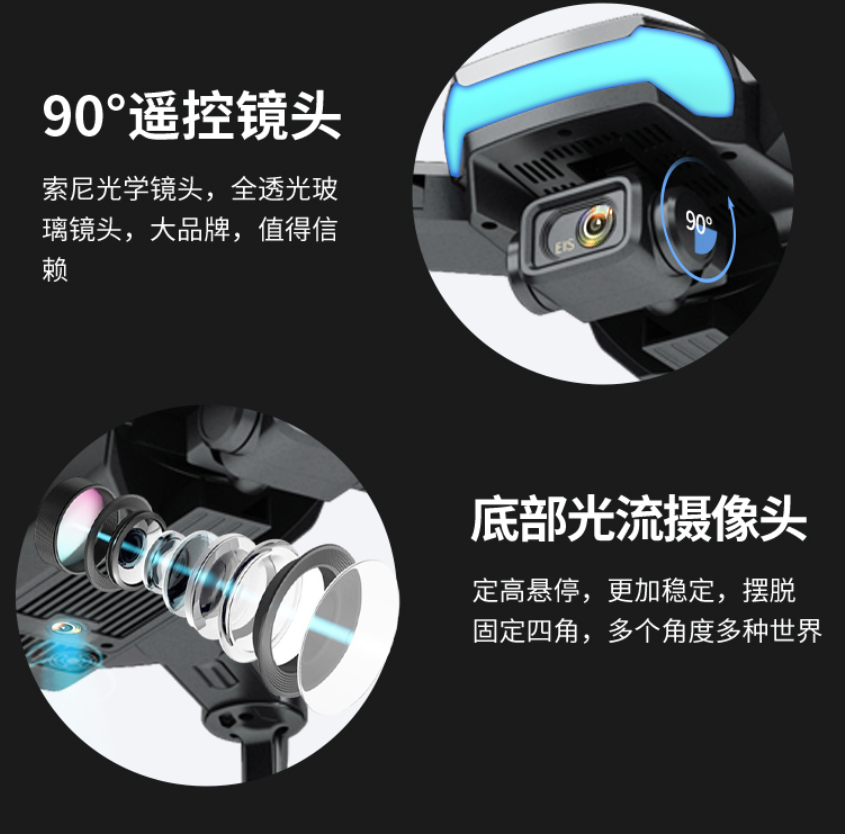 90°遥控镜头
索尼光学镜头，全透光玻
璃镜头，大品牌，值得信
赖
EIS
90°
底部光流摄像头
定高悬停，更加稳定，摆脱
固定四角，多个角度多种世界